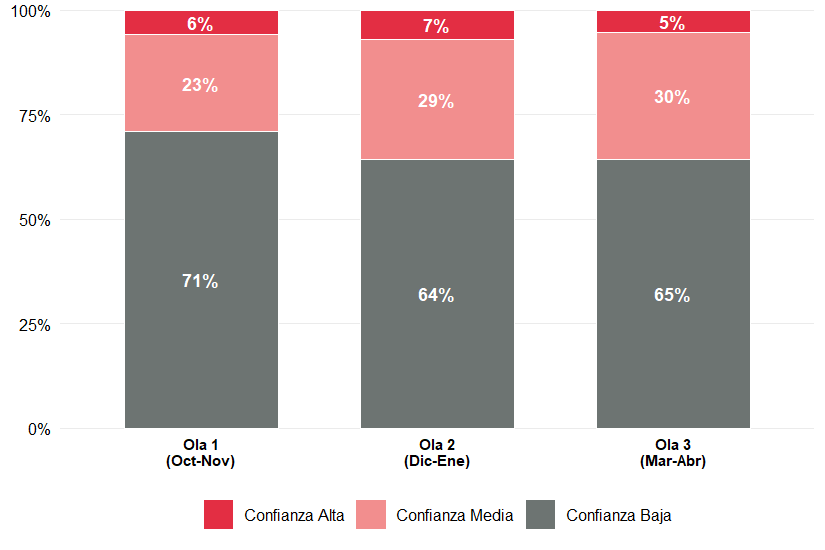 100%
75%
50%
25%
0%
6%
23%
71%
7%
29%
64%
5%
30%
65%
Ola 1
(Oct-Nov)
Ola 2
(Dic-Ene)
Ola 3
(Mar-Abr)
Confianza Alta
Confianza Media
Confianza Baja